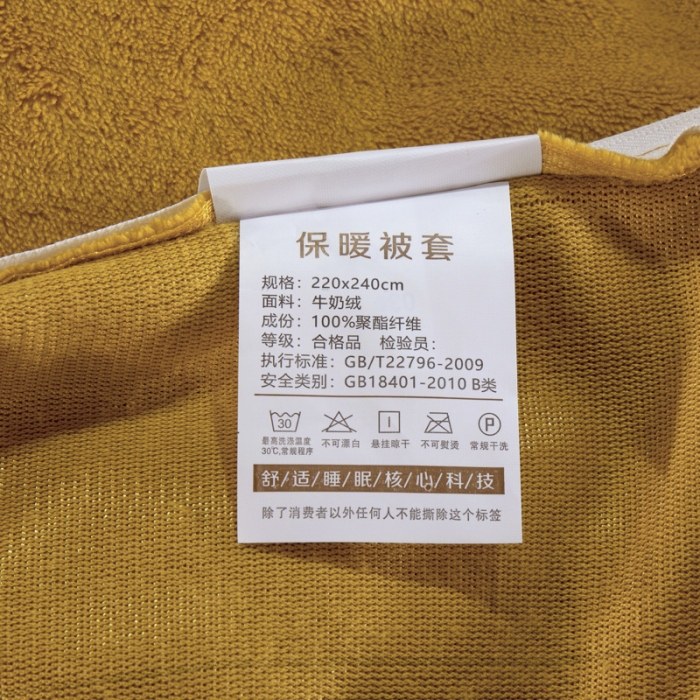 保暖被套
规格：220x240cm
面料：牛奶绒
成份：100%聚酯纤维
等级：合格品 检验员：
执行标准：GB/T22796-2009
安全类别：GB18401-2010 B类
30
最高洗涤温度
30℃,常规程序
不可漂白
悬挂晾干
不可熨烫
P
常规干洗
舒/适/睡/眠/核/心/科/技
除了消费者以外任何人不能撕除这个标签